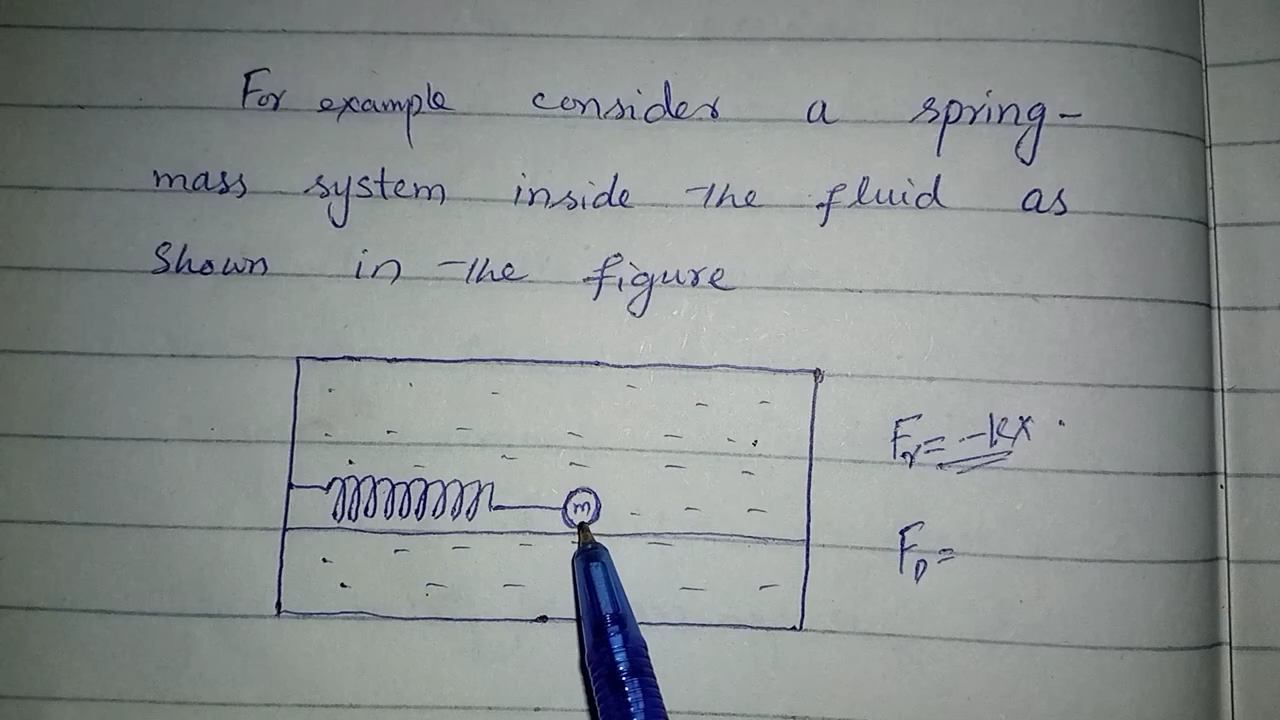 For example consider a spring-
mass system inside the fluid as
Shown in the figure
Fr = -kx
m
FD =